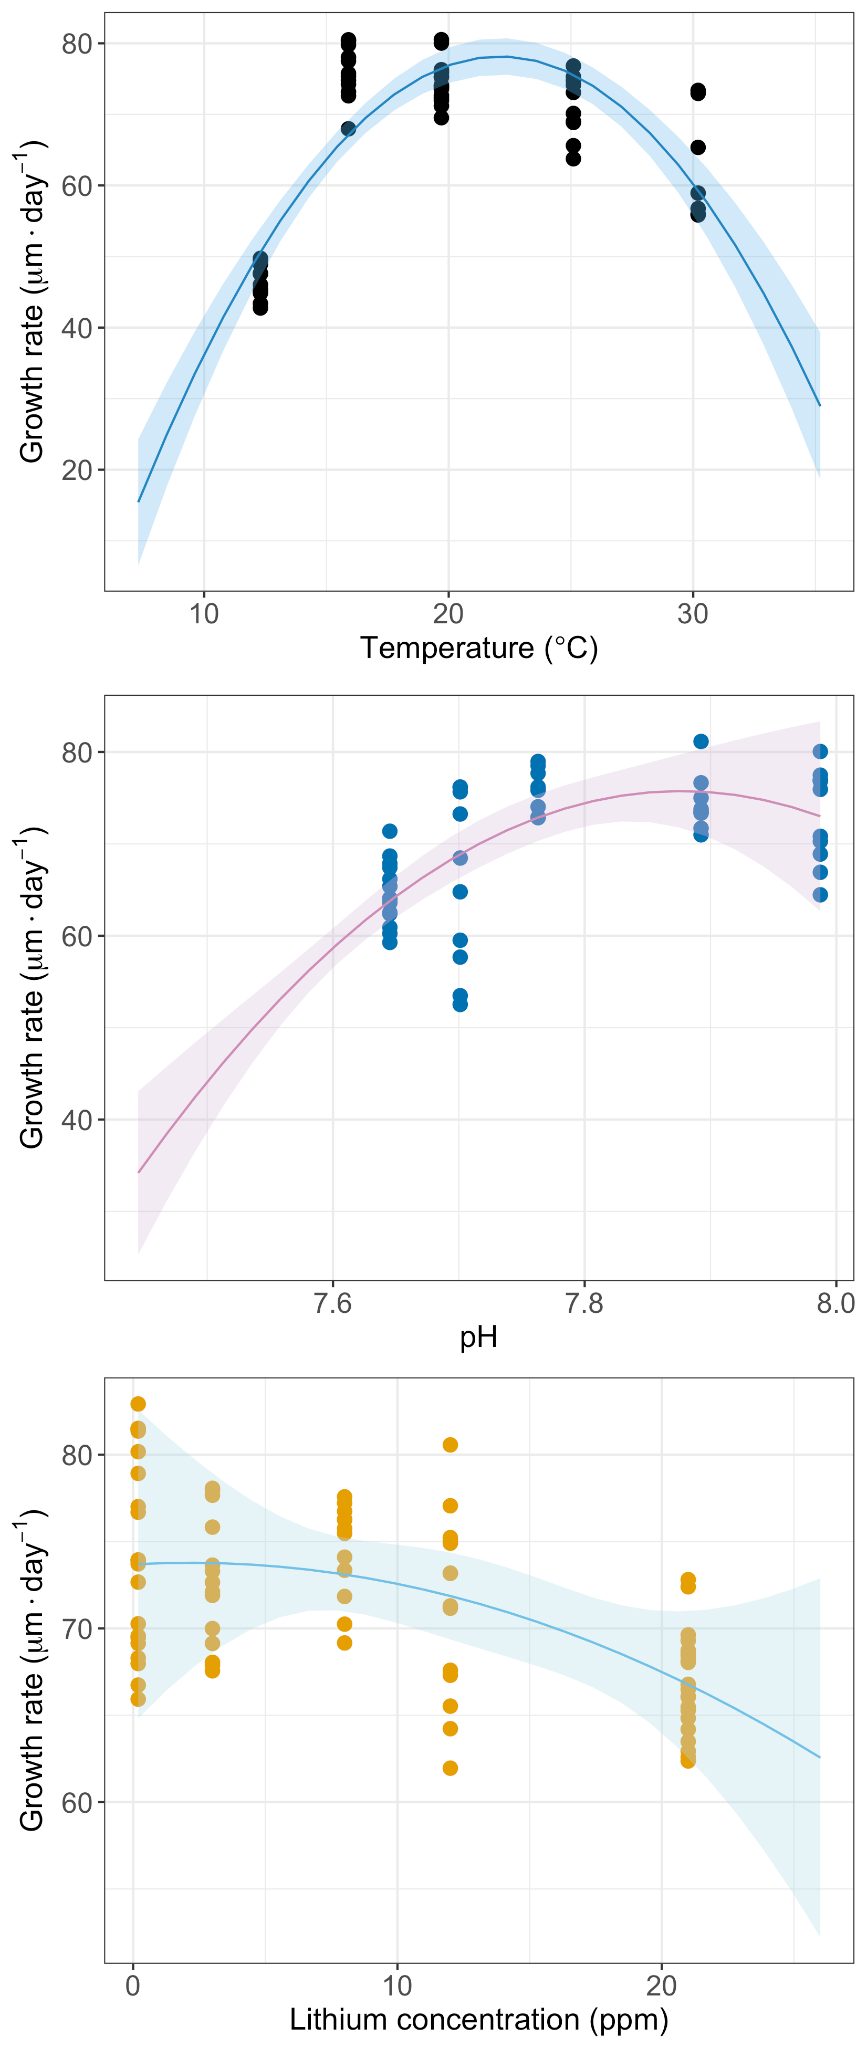 80
60
40
20
Growth rate (μm · day⁻¹)
10 20 30
Temperature (°C)
80
60
40
Growth rate (μm · day⁻¹)
7.6 7.8 8.0
pH
80
70
60
Growth rate (μm · day⁻¹)
0 10 20
Lithium concentration (ppm)